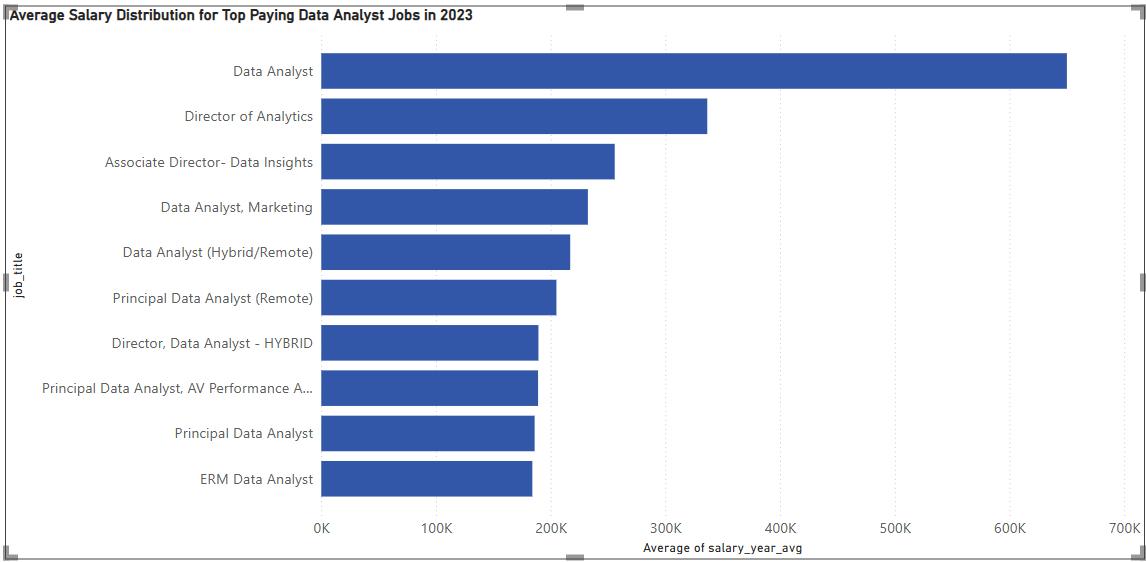 Average Salary Distribution for Top Paying Data Analyst Jobs in 2023
job_title
Data Analyst
Director of Analytics
Associate Director- Data Insights
Data Analyst, Marketing
Data Analyst (Hybrid/Remote)
Principal Data Analyst (Remote)
Director, Data Analyst - HYBRID
Principal Data Analyst, AV Performance A...
Principal Data Analyst
ERM Data Analyst
0K 100K 200K 300K 400K 500K 600K 700K
Average of salary_year_avg